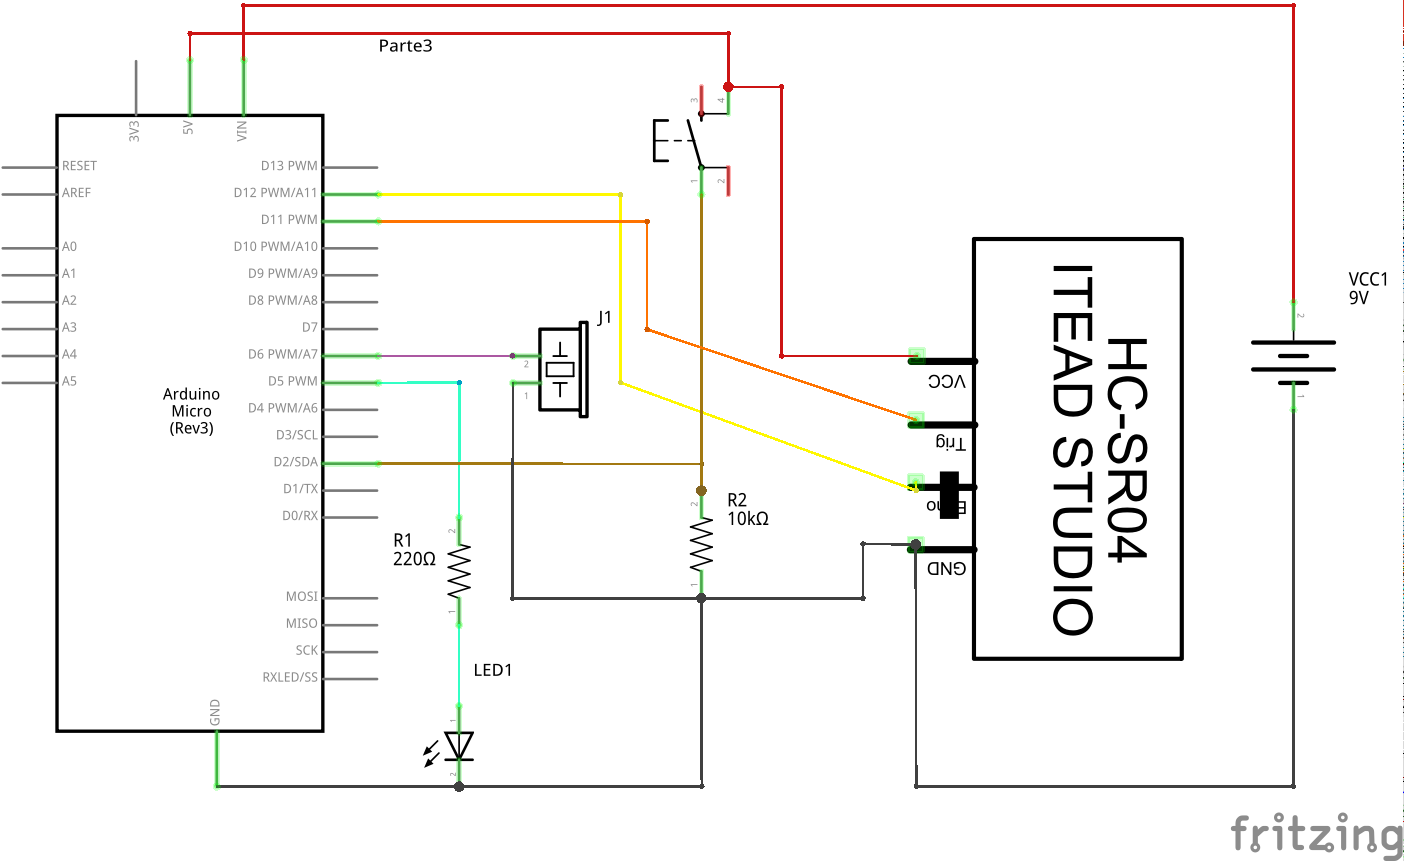 Parte3
3V3
5V
VIN
RESET
AREF
A0
A1
A2
A3
A4
A5
D13 PWM
D12 PWM/A11
D11 PWM
D10 PWM/A10
D9 PWM/A9
D8 PWM/A8
D7
D6 PWM/A7
D5 PWM
D4 PWM/A6
D3/SCL
D2/SDA
D1/TX
D0/RX
MOSI
MISO
SCK
RXLED/SS
GND
Arduino
Micro
(Rev3)
3
4
1
2
J1
2
1
R1
220Ω
2
1
LED1
1
2
R2
10kΩ
2
1
VCC
Trig
Echo
GND
HC-SR04
ITEAD STUDIO
VCC1
9V
2
1
fritzing